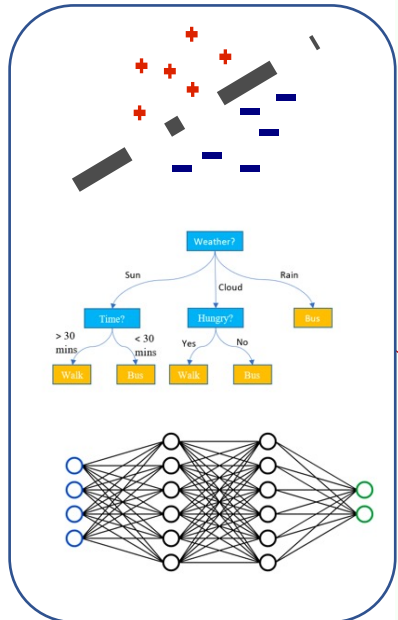 Weather?
Sun
Cloud
Rain
Time?
Hungry?
Bus
> 30
mins
< 30
mins
Yes
No
Walk
Bus
Walk
Bus